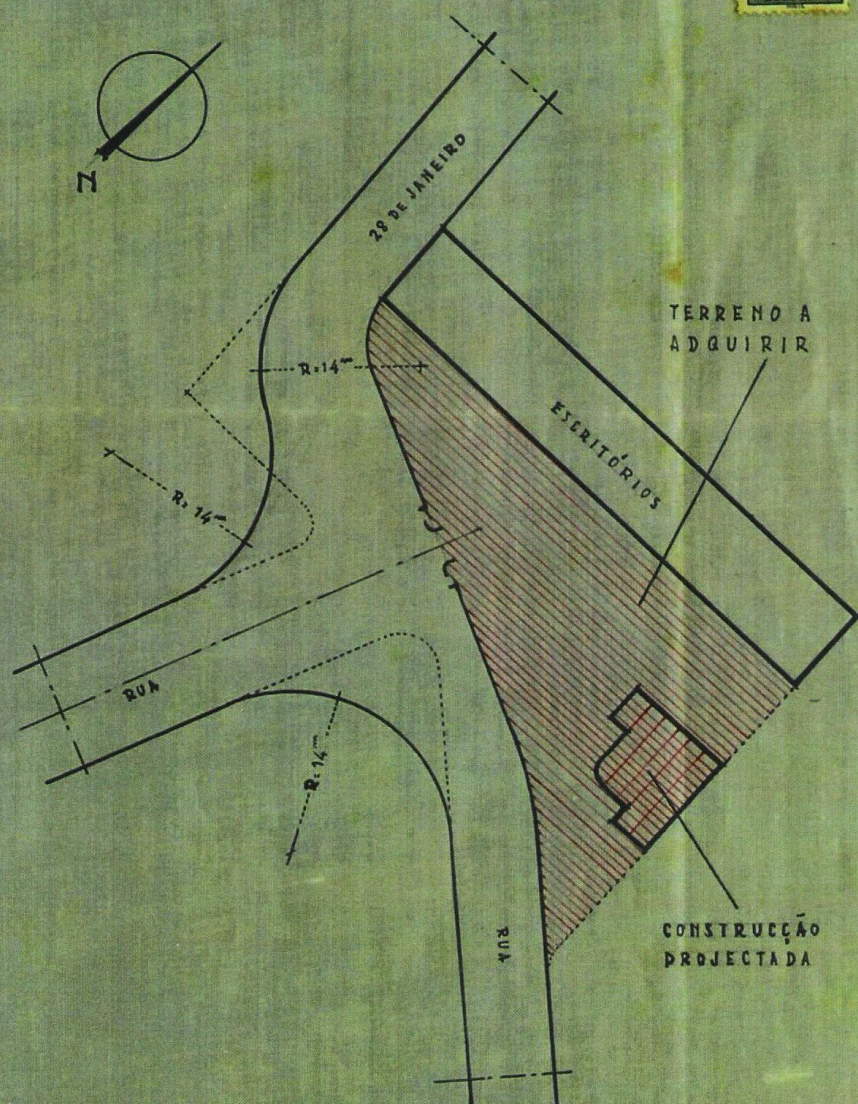 N
28 DE JANEIRO
TERRENO A
ADQUIRIR
R=14m
ESCRITÓRIOS
R=14m
RUA
R=14m
RUA
CONSTRUCÇÃO
PROJECTADA